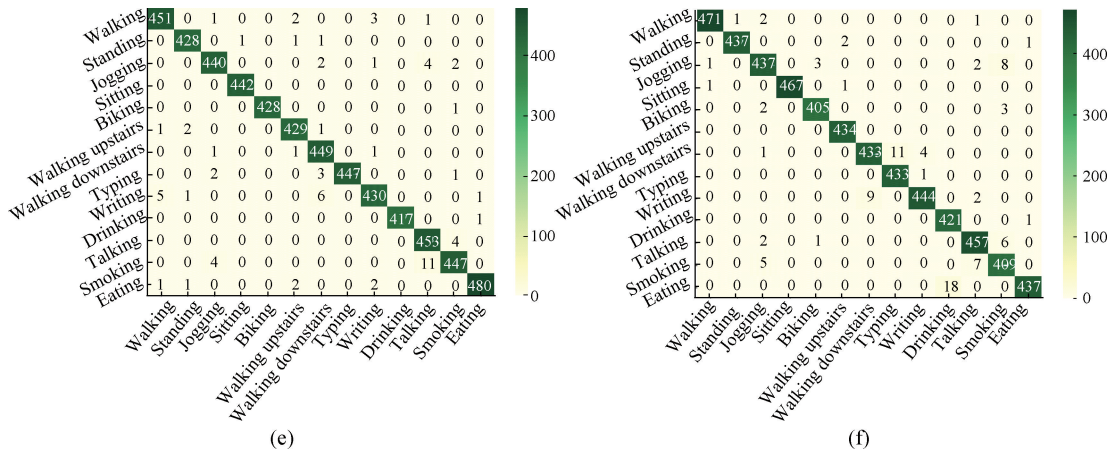 Walking 451 0 1 0 0 2 0 0 3 0 1 0 0
Standing 0 428 0 1 0 1 1 0 0 0 0 0 0
Jogging 0 0 440 0 0 0 2 0 1 0 4 2 0
Sitting 0 0 0 442 0 0 0 0 0 0 0 0 0
Biking 0 0 0 0 428 0 0 0 0 0 0 1 0
Walking upstairs 1 2 0 0 0 429 1 0 0 0 0 0 0
Walking downstairs 0 0 1 0 0 1 449 0 1 0 0 0 0
Typing 0 0 2 0 0 0 3 447 0 0 0 1 0
Writing 5 1 0 0 0 0 6 0 430 0 0 0 1
Drinking 0 0 0 0 0 0 0 0 0 417 0 0 1
Talking 0 0 0 0 0 0 0 0 0 0 453 4 0
Smoking 0 0 4 0 0 0 0 0 0 0 11 447 0
Eating 1 1 0 0 0 2 0 0 2 0 0 0 480
Walking
Standing
Jogging
Sitting
Biking
Walking upstairs
Walking downstairs
Typing
Writing
Drinking
Talking
Smoking
Eating
400
300
200
100
0
(e)
Walking 471 1 2 0 0 0 0 0 0 0 1 0 0
Standing 0 437 0 0 0 2 0 0 0 0 0 0 1
Jogging 1 0 437 0 3 0 0 0 0 0 2 8 0
Sitting 1 0 0 467 0 1 0 0 0 0 0 0 0
Biking 0 0 2 0 405 0 0 0 0 0 0 3 0
Walking upstairs 0 0 0 0 0 434 0 0 0 0 0 0 0
Walking downstairs 0 0 1 0 0 0 433 11 4 0 0 0 0
Typing 0 0 0 0 0 0 0 433 1 0 0 0 0
Writing 0 0 0 0 0 0 9 0 444 0 2 0 0
Drinking 0 0 0 0 0 0 0 0 0 421 0 0 1
Talking 0 0 2 0 1 0 0 0 0 0 457 6 0
Smoking 0 0 5 0 0 0 0 0 0 0 7 409 0
Eating 0 0 0 0 0 0 0 0 0 18 0 0 437
Walking
Standing
Jogging
Sitting
Biking
Walking upstairs
Walking downstairs
Typing
Writing
Drinking
Talking
Smoking
Eating
400
300
200
100
0
(f)